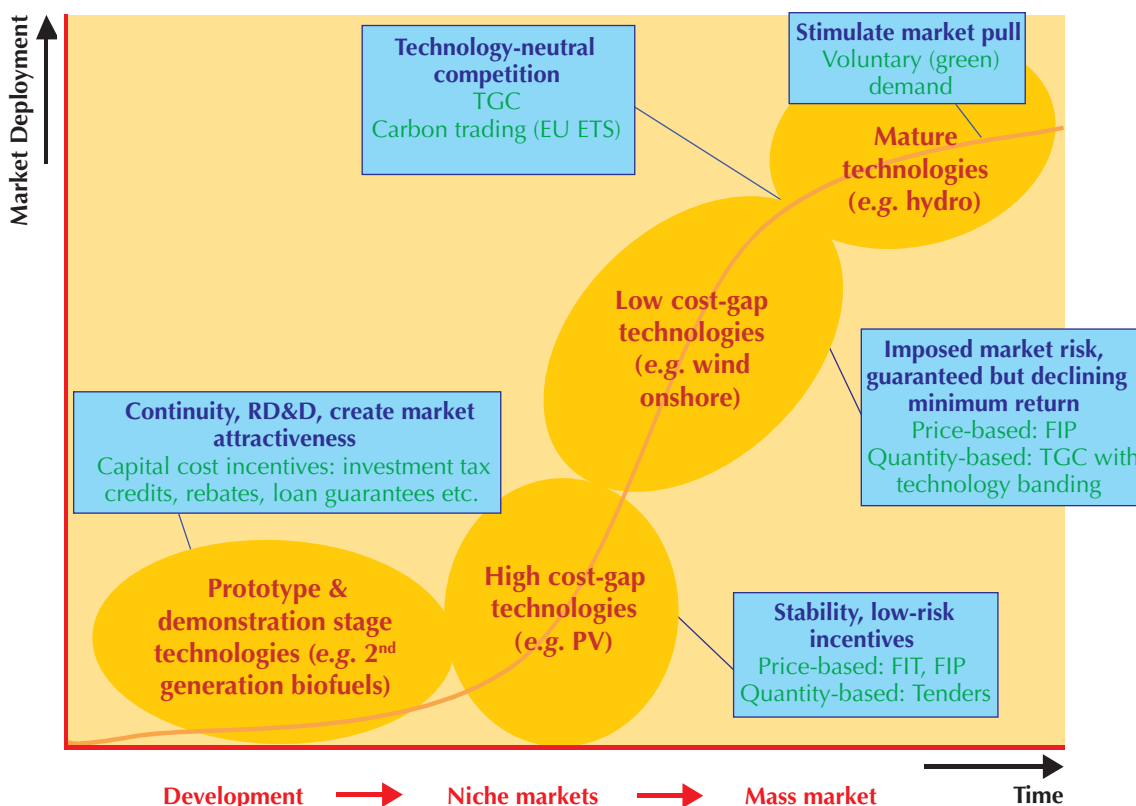 Market Deployment
Technology-neutral
competition
TGC
Carbon trading (EU ETS)
Stimulate market pull
Voluntary (green)
demand
Mature
technologies
(e.g. hydro)
Low cost-gap
technologies
(e.g. wind
onshore)
Imposed market risk,
guaranteed but declining
minimum return
Price-based: FIP
Quantity-based: TGC with
technology banding
Continuity, RD&D, create market
attractiveness
Capital cost incentives: investment tax
credits, rebates, loan guarantees etc.
Prototype &
demonstration stage
technologies (e.g. 2nd
generation biofuels)
High cost-gap
technologies
(e.g. PV)
Stability, low-risk
incentives
Price-based: FIT, FIP
Quantity-based: Tenders
Development
Niche markets
Mass market
Time